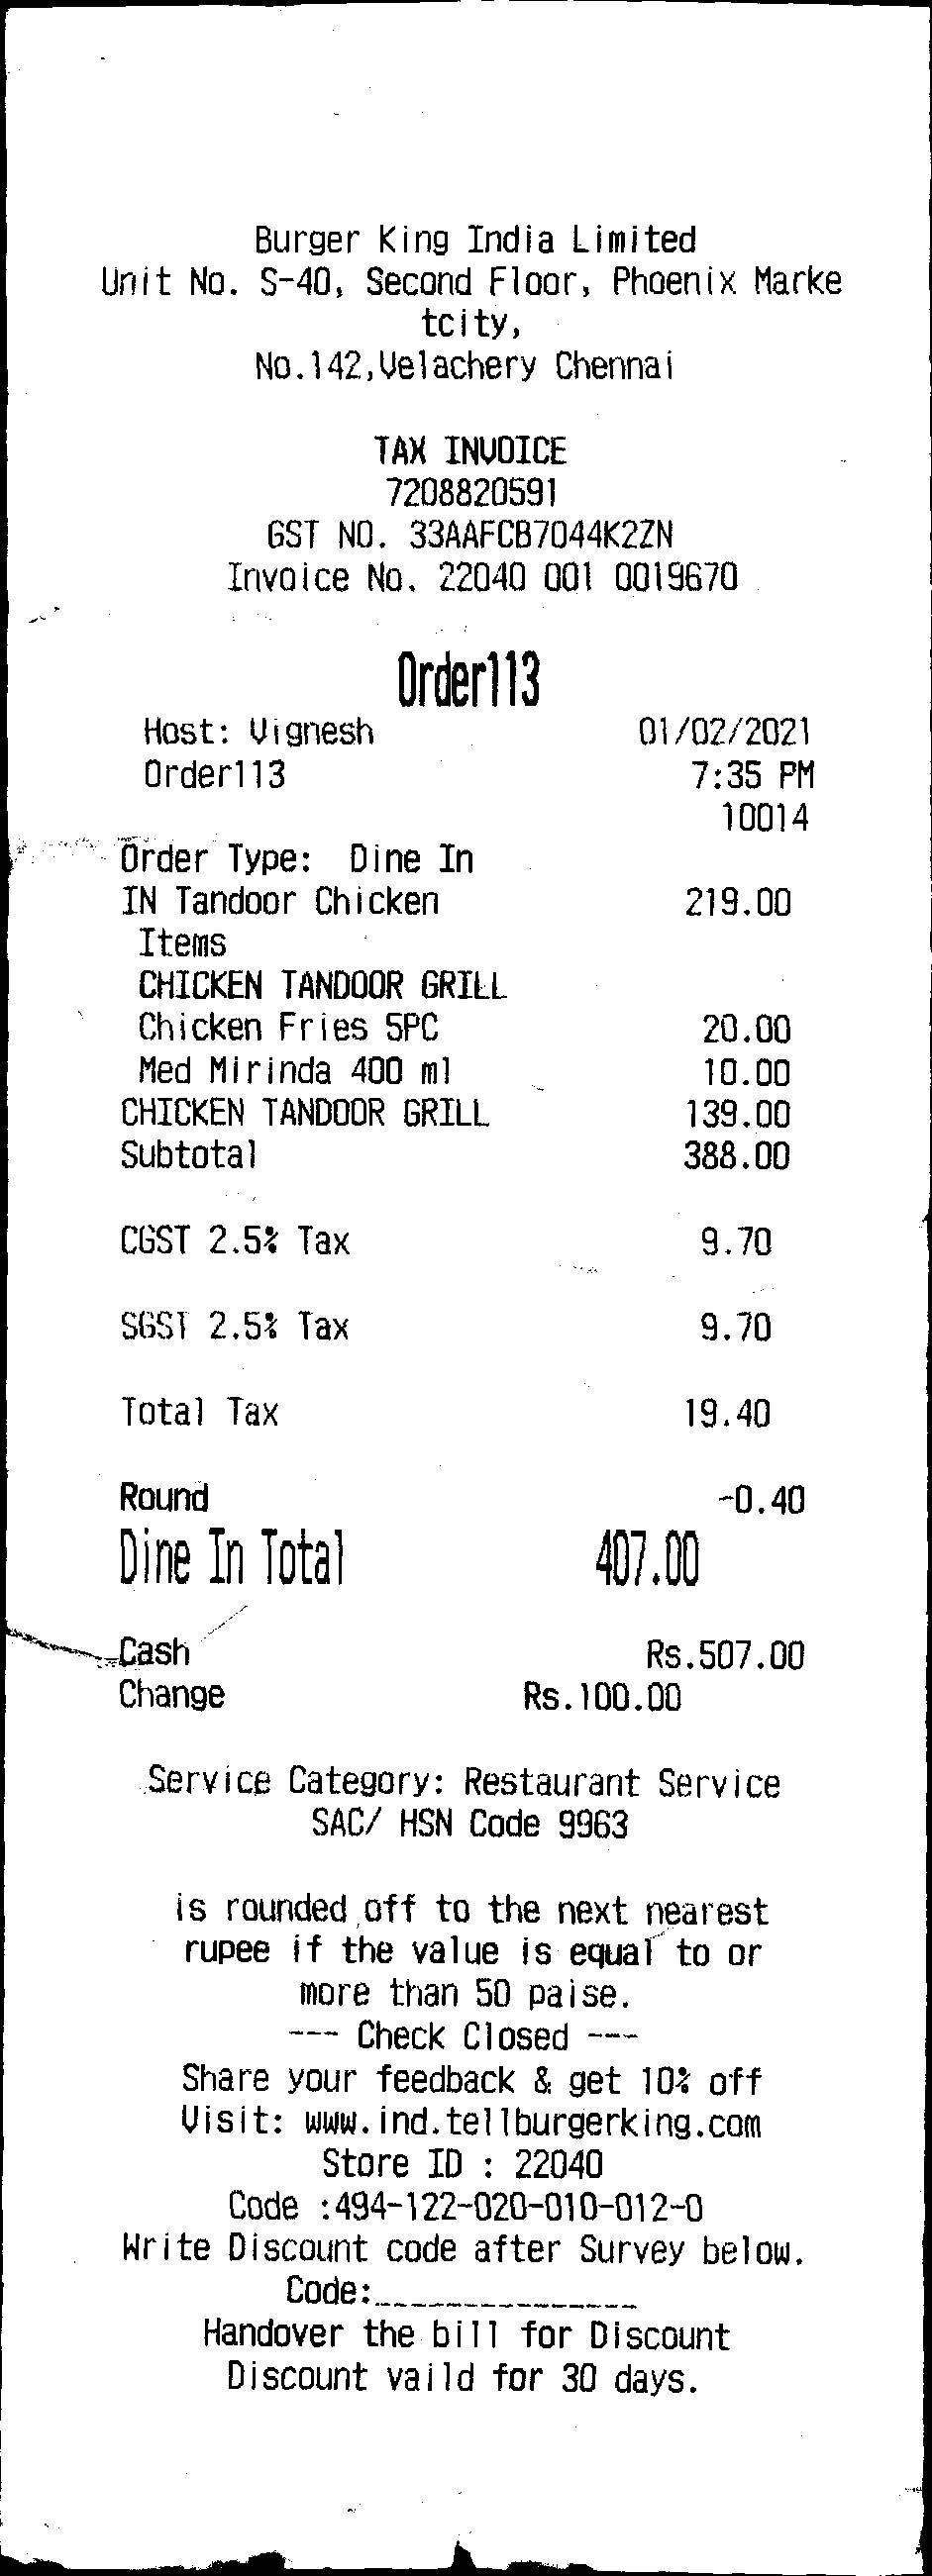 Burger King India Limited
Unit No. S-40, Second Floor, Phoenix Marke
tcity,
No.142,Velachery Chennai
TAX INVOICE
7208820591
GST NO. 33AAFCB7044K2ZN
Invoice No. 22040 001 0019670
Order113
Host: Vignesh 01/02/2021
Order113 7:35 PM
10014
Order Type: Dine In
IN Tandoor Chicken 219.00
Items
CHICKEN TANDOOR GRILL
Chicken Fries 5PC 20.00
Med Mirinda 400 ml 10.00
CHICKEN TANDOOR GRILL 139.00
Subtotal 388.00
CGST 2.5% Tax 9.70
SGST 2.5% Tax 9.70
Total Tax 19.40
Round -0.40
Dine In Total 407.00
Cash Rs.507.00
Change Rs.100.00
Service Category: Restaurant Service
SAC/ HSN Code 9963
is rounded off to the next nearest
rupee if the value is equal to or
more than 50 paise.
--- Check Closed ---
Share your feedback & get 10% off
Visit: www.ind.tellburgerking.com
Store ID : 22040
Code :494-122-020-010-012-0
Write Discount code after Survey below.
Code:_______________
Handover the bill for Discount
Discount vaild for 30 days.